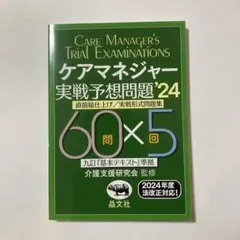 CARE MANAGER'S
TRIAL EXAMINATIONS
ケアマネジャー
実戦予想問題'24
直前総仕上げ/実戦形式問題集
60問×5回
九訂『基本テキスト』準拠
介護支援研究会 監修
2024年度
法改正対応!
晶文社